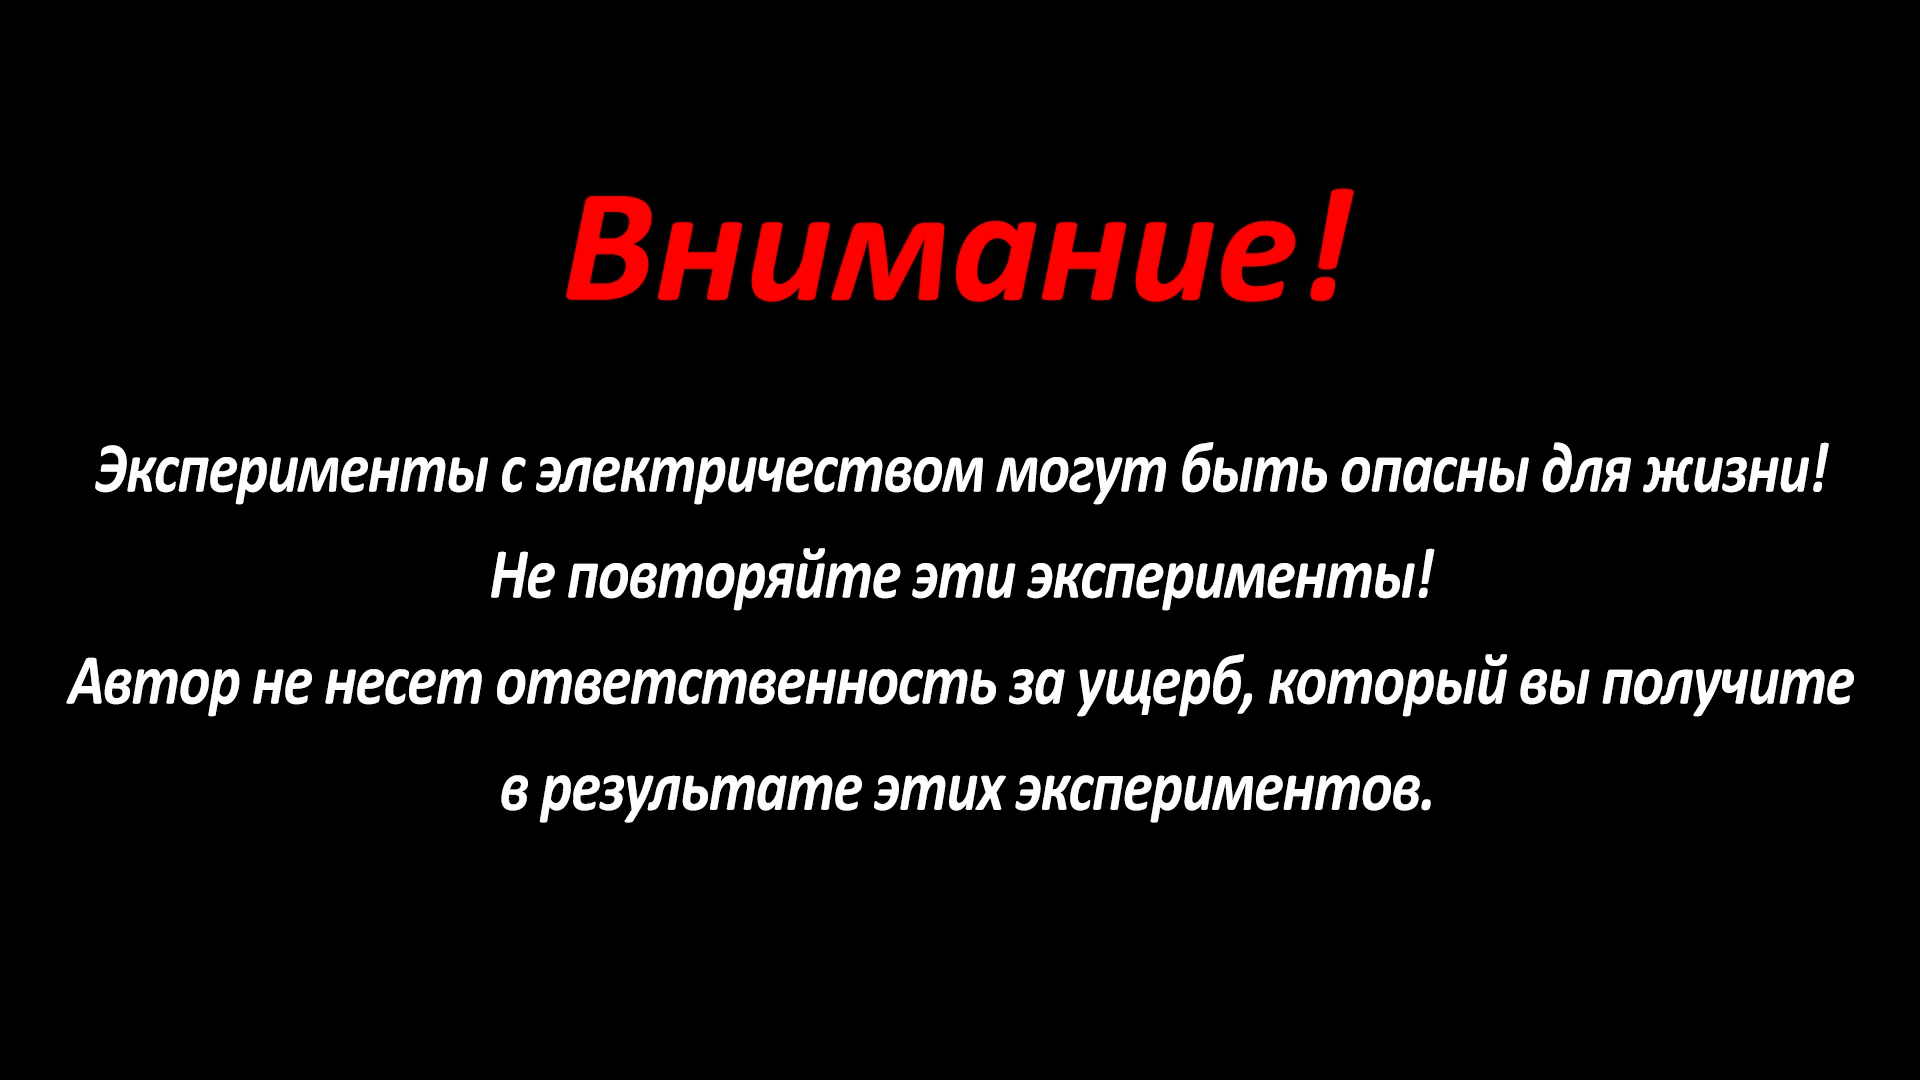 Внимание!
Эксперименты с электричеством могут быть опасны для жизни!
Не повторяйте эти эксперименты!
Автор не несет ответственность за ущерб, который вы получите
в результате этих экспериментов.